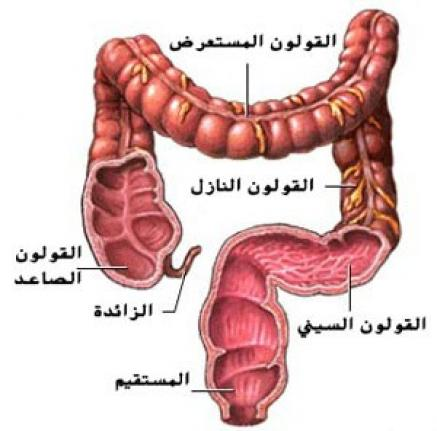 القولون المستعرض
القولون النازل
القولون
الصاعد
الزائدة
القولون السيني
المستقيم